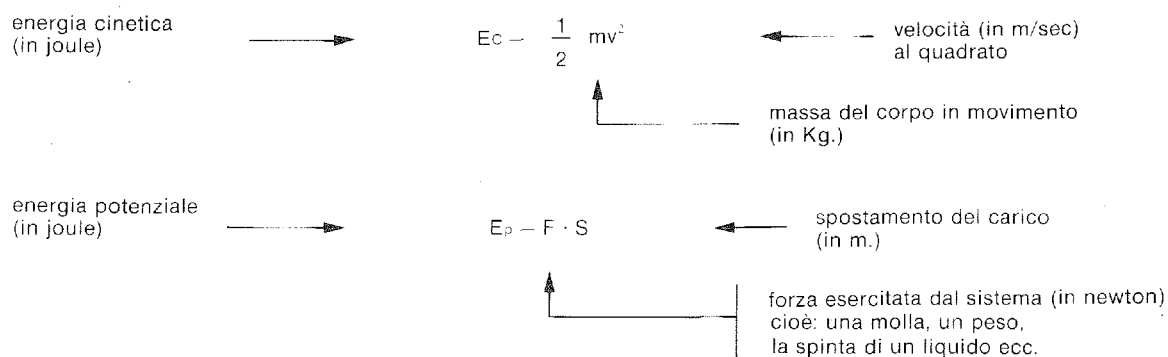 energia cinetica
(in joule)
Ec – 1/2 mv²
velocità (in m/sec)
al quadrato
massa del corpo in movimento
(in Kg.)
energia potenziale
(in joule)
Ep – F · S
spostamento del carico
(in m.)
forza esercitata dal sistema (in newton)
cioè: una molla, un peso,
la spinta di un liquido ecc.